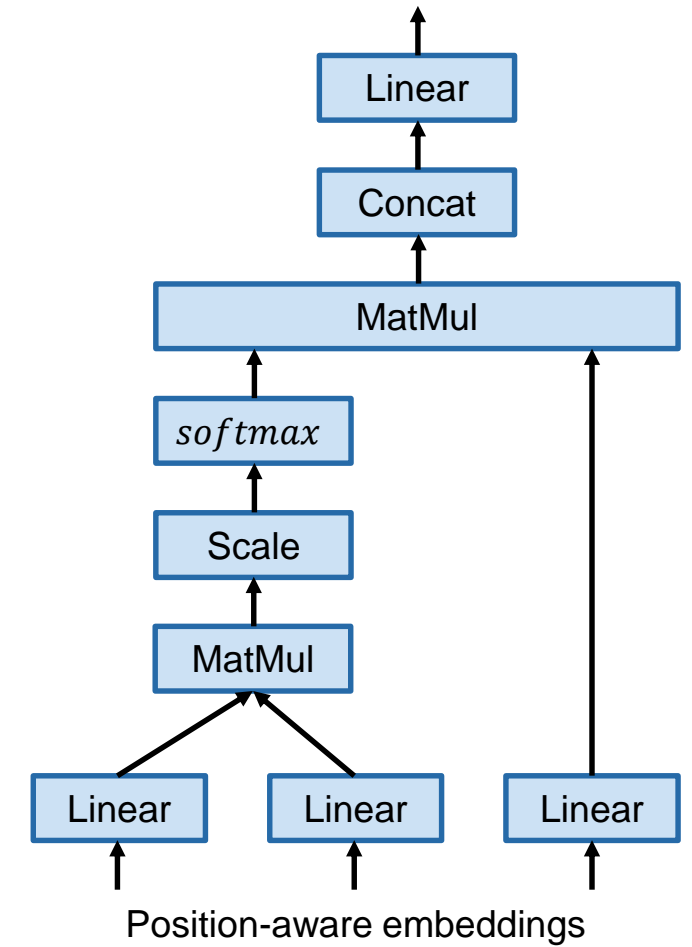 Linear
Concat
MatMul
softmax
Scale
MatMul
Linear Linear Linear
Position-aware embeddings